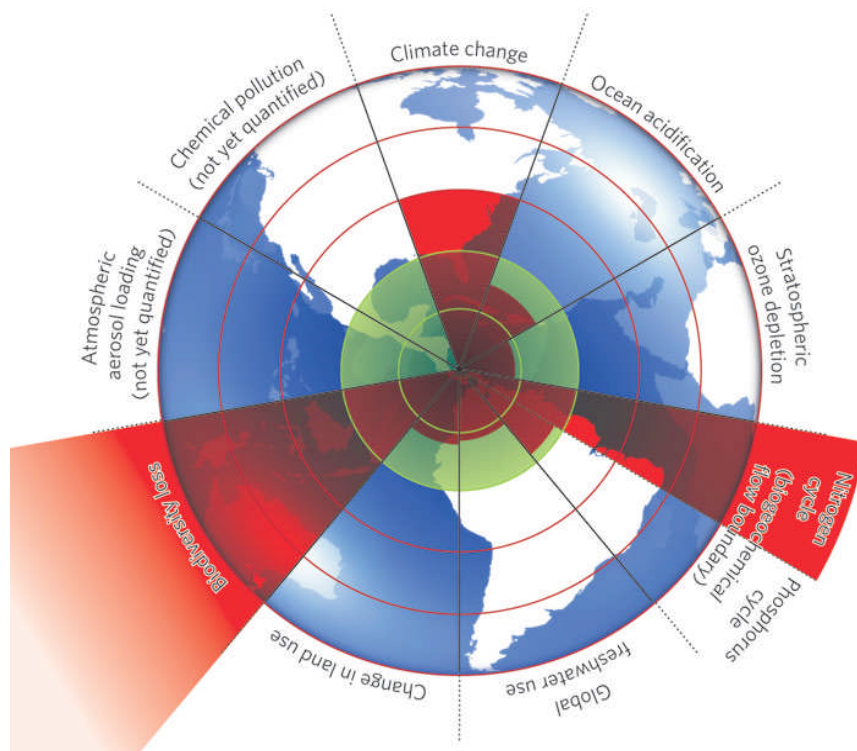 Climate change
Ocean acidification
Stratospheric
ozone depletion
Nitrogen
cycle
(biogeochemical
flow boundary)
Phosphorus
cycle
Global
freshwater use
Change in land use
Biodiversity loss
Atmospheric
aerosol loading
(not yet quantified)
Chemical pollution
(not yet quantified)